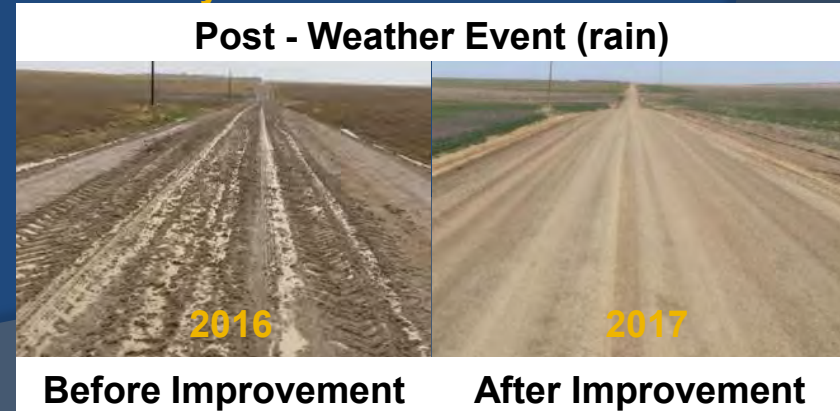 Post - Weather Event (rain)
2016
2017
Before Improvement
After Improvement